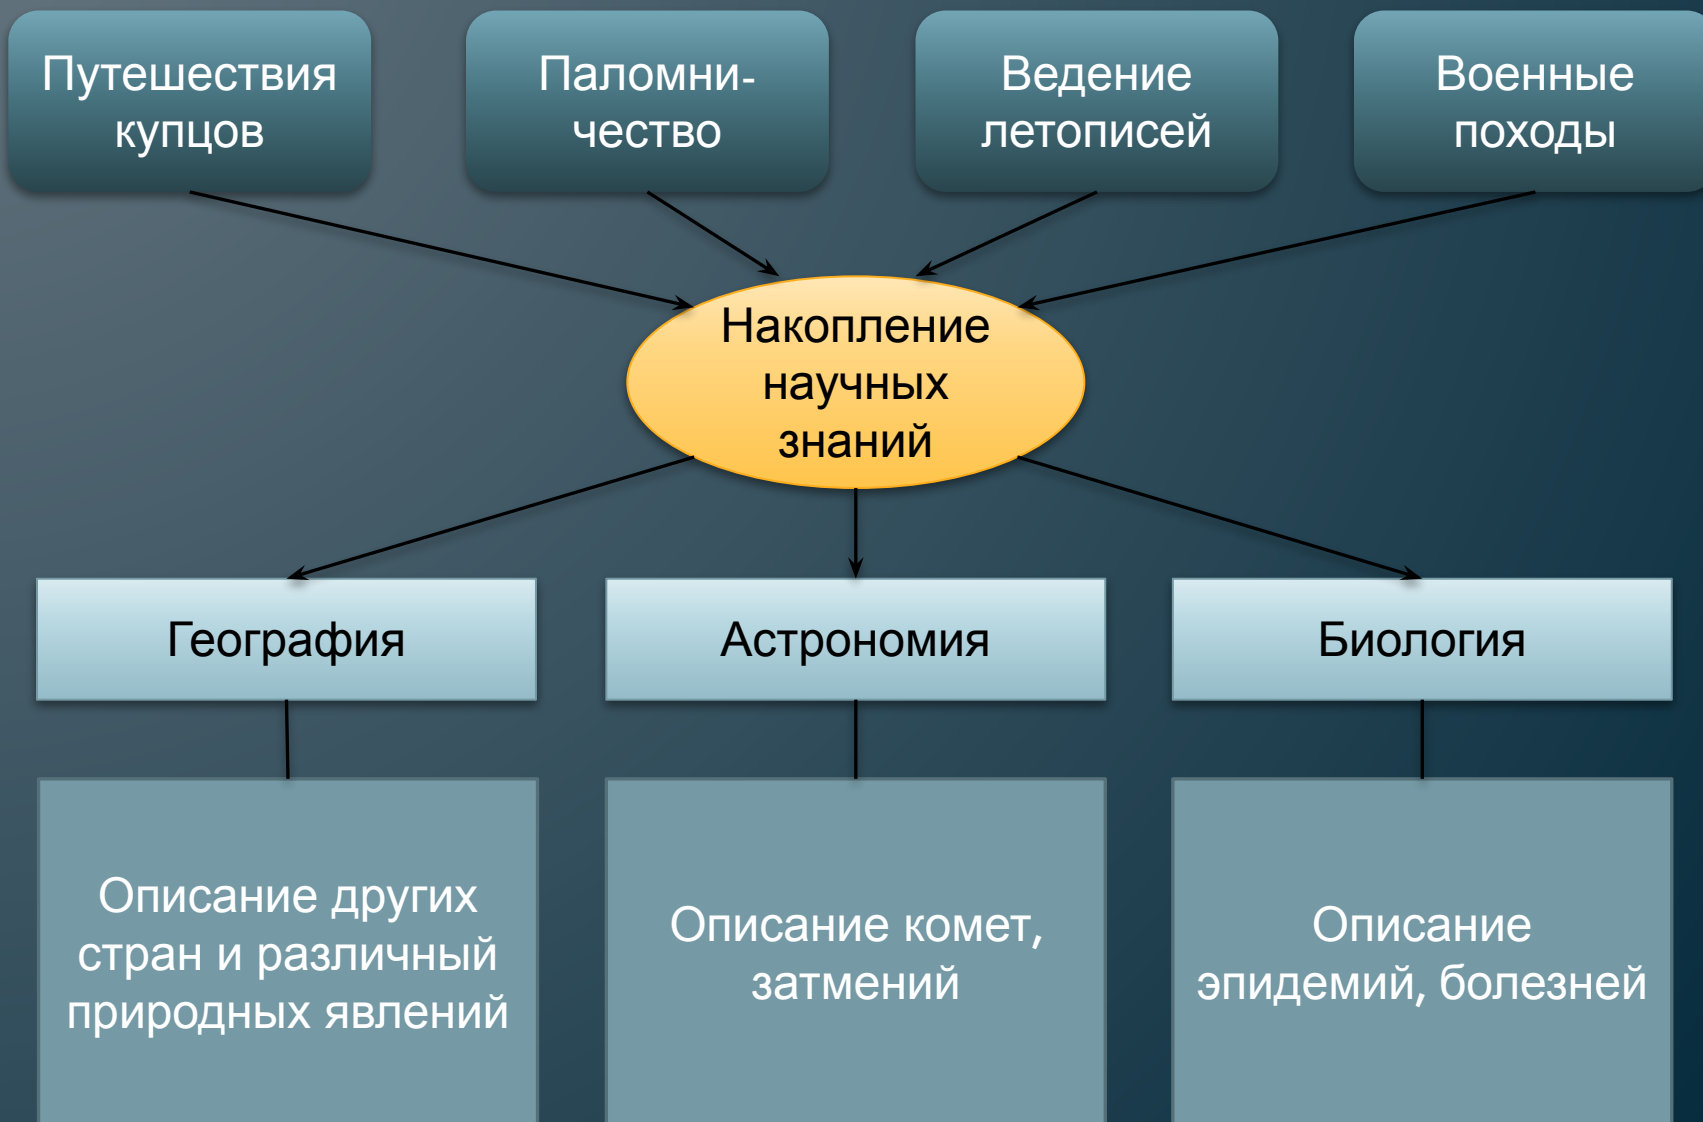 Путешествия
купцов
Паломни-
чество
Ведение
летописей
Военные
походы
Накопление
научных
знаний
География
Астрономия
Биология
Описание других
стран и различный
природных явлений
Описание комет,
затмений
Описание
эпидемий, болезней